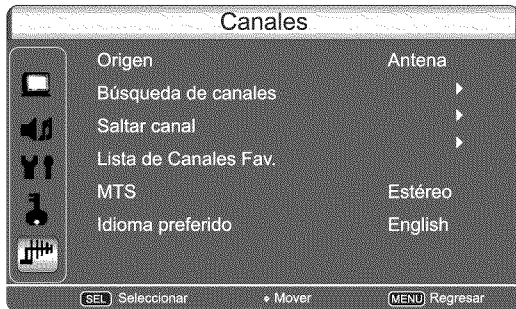 Canales
Origen Antena
Búsqueda de canales
Saltar canal
Lista de Canales Fav.
MTS Estéreo
Idioma preferido English
SEL Seleccionar Mover MENU Regresar